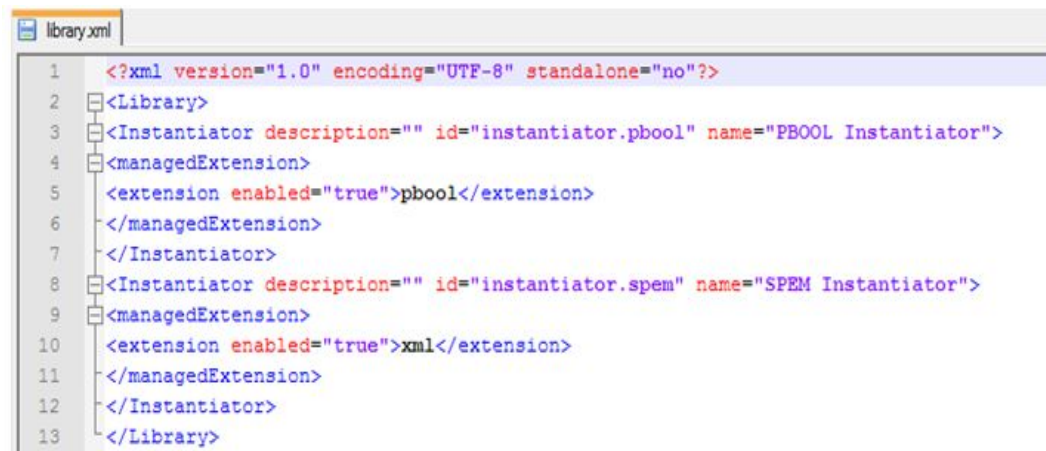 library.xml
1 <?xml version="1.0" encoding="UTF-8" standalone="no"?>
2 <Library>
3 <Instantiator description="" id="instantiator.pbool" name="PBOOL Instantiator">
4 <managedExtension>
5 <extension enabled="true">pbool</extension>
6 </managedExtension>
7 </Instantiator>
8 <Instantiator description="" id="instantiator.spem" name="SPEM Instantiator">
9 <managedExtension>
10 <extension enabled="true">xml</extension>
11 </managedExtension>
12 </Instantiator>
13 </Library>